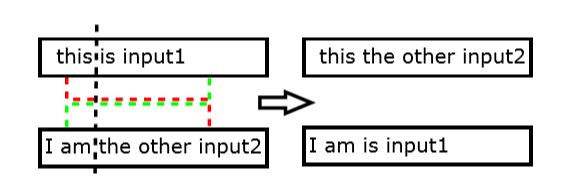 this is input1
I am the other input2
this the other input2
I am is input1